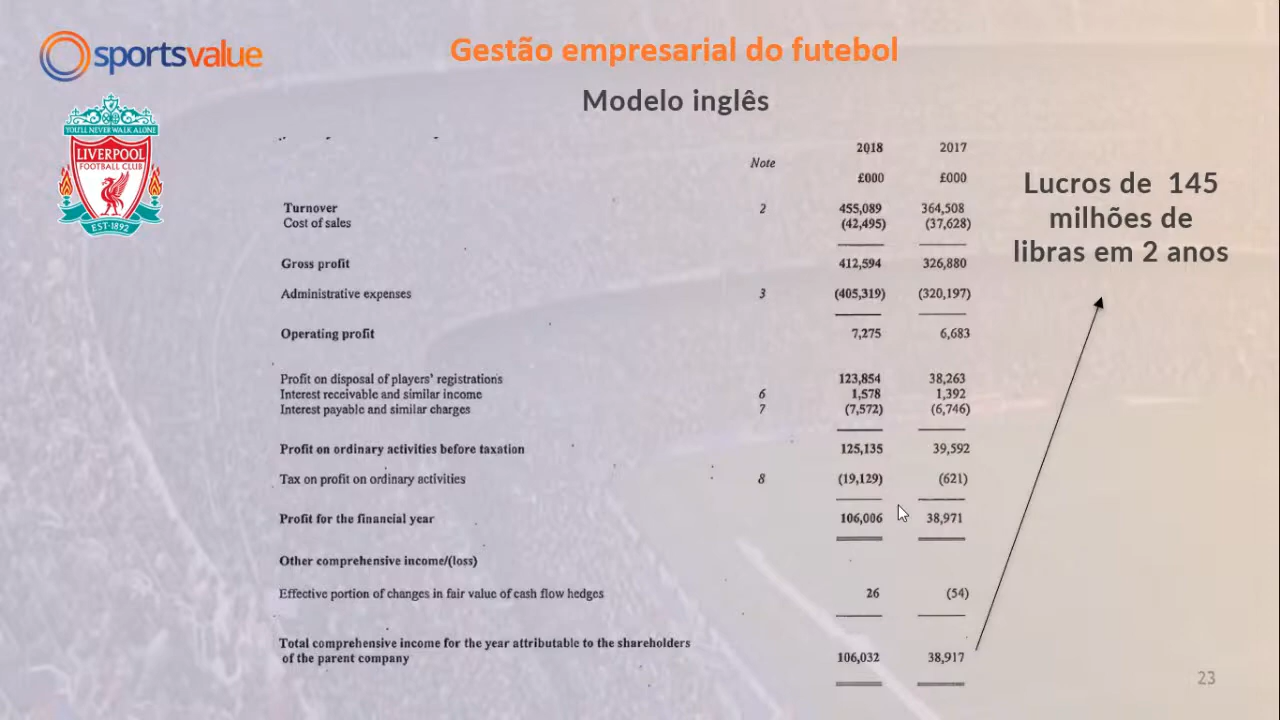 sportsvalue
Gestão empresarial do futebol
Modelo inglês
YOU'LL NEVER WALK ALONE
LIVERPOOL
FOOTBALL CLUB
EST·1892
2018 2017
Note
£000 £000
Turnover 2 455,089 364,508
Cost of sales (42,495) (37,628)
Gross profit 412,594 326,880
Administrative expenses 3 (405,319) (320,197)
Operating profit 7,275 6,683
Profit on disposal of players' registrations 123,854 38,263
Interest receivable and similar income 6 1,578 1,392
Interest payable and similar charges 7 (7,572) (6,746)
Profit on ordinary activities before taxation 125,135 39,592
Tax on profit on ordinary activities 8 (19,129) (621)
Profit for the financial year 106,006 38,971
Other comprehensive income/(loss)
Effective portion of changes in fair value of cash flow hedges 26 (54)
Total comprehensive income for the year attributable to the shareholders
of the parent company 106,032 38,917
Lucros de 145
milhões de
libras em 2 anos
23